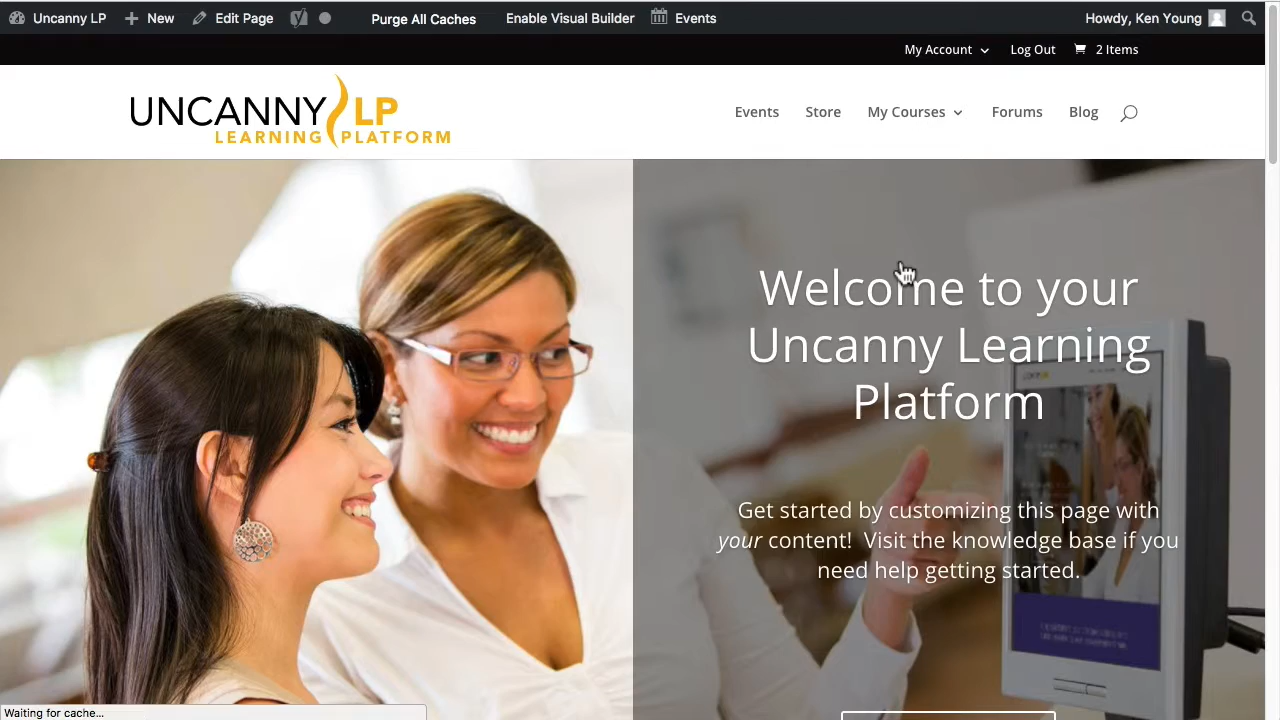 Uncanny LP New Edit Page Purge All Caches Enable Visual Builder Events Howdy, Ken Young
My Account Log Out 2 Items
UNCANNY LP
LEARNING PLATFORM
Events Store My Courses Forums Blog
Welcome to your
Uncanny Learning
Platform
Get started by customizing this page with
your content! Visit the knowledge base if you
need help getting started.
Waiting for cache...